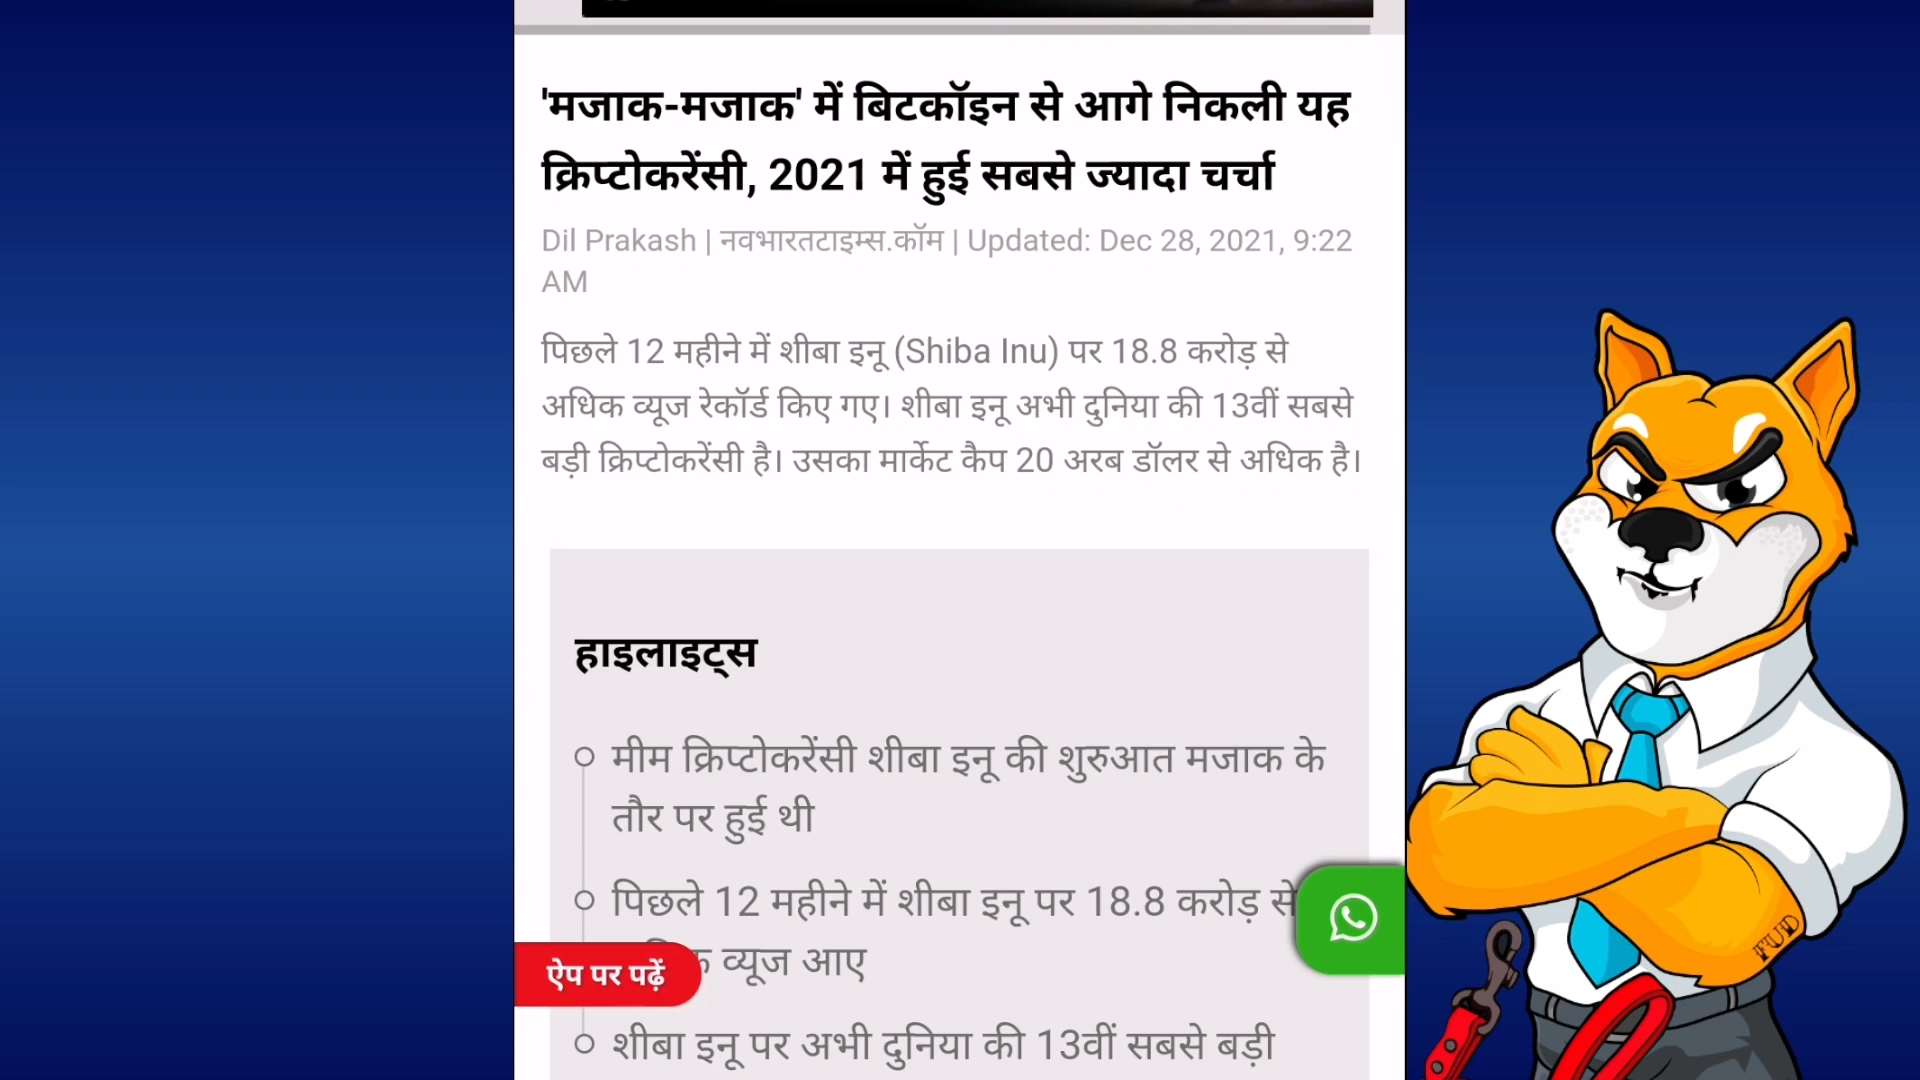 'मजाक-मजाक' में बिटकॉइन से आगे निकली यह
क्रिप्टोकरेंसी, 2021 में हुई सबसे ज्यादा चर्चा
Dil Prakash | नवभारतटाइम्स.कॉम | Updated: Dec 28, 2021, 9:22
AM
पिछले 12 महीने में शीबा इनू (Shiba Inu) पर 18.8 करोड़ से
अधिक व्यूज रेकॉर्ड किए गए। शीबा इनू अभी दुनिया की 13वीं सबसे
बड़ी क्रिप्टोकरेंसी है। उसका मार्केट कैप 20 अरब डॉलर से अधिक है।
हाइलाइट्स
मीम क्रिप्टोकरेंसी शीबा इनू की शुरुआत मजाक के
तौर पर हुई थी
पिछले 12 महीने में शीबा इनू पर 18.8 करोड़ से
व्यूज आए
ऐप पर पढ़ें
शीबा इनू पर अभी दुनिया की 13वीं सबसे बड़ी
FUD